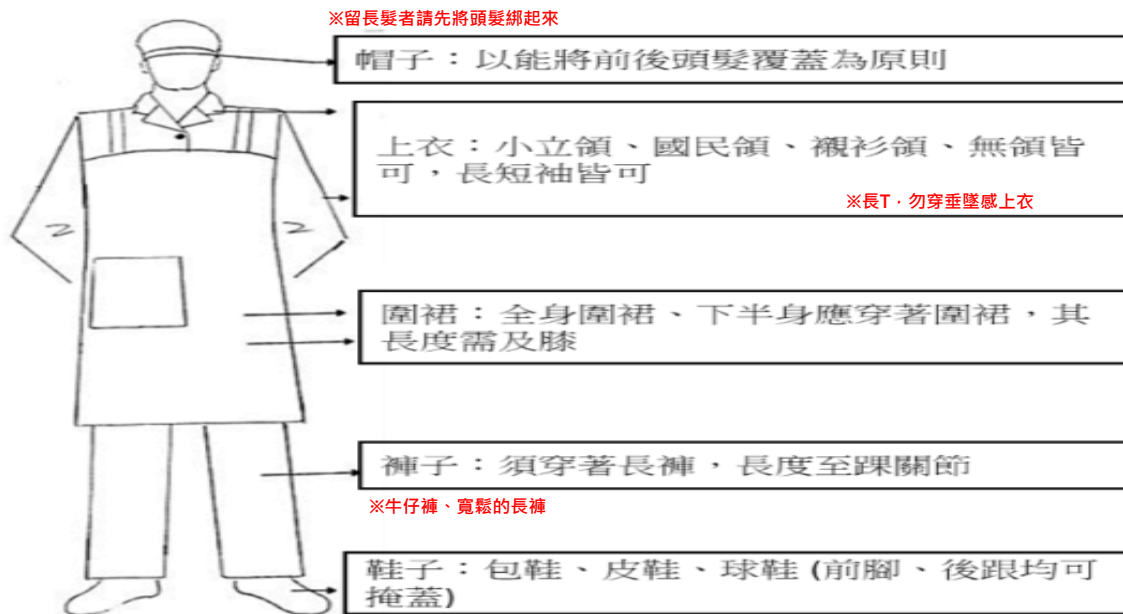 ※留長髮者請先將頭髮綁起來
帽子：以能將前後頭髮覆蓋為原則
上衣：小立領、國民領、襯衫領、無領皆
可，長短袖皆可
※長T，勿穿垂墜感上衣
圍裙：全身圍裙、下半身應穿著圍裙，其
長度需及膝
褲子：須穿著長褲，長度至踝關節
※牛仔褲、寬鬆的長褲
鞋子：包鞋、皮鞋、球鞋 (前腳、後跟均可
掩蓋)